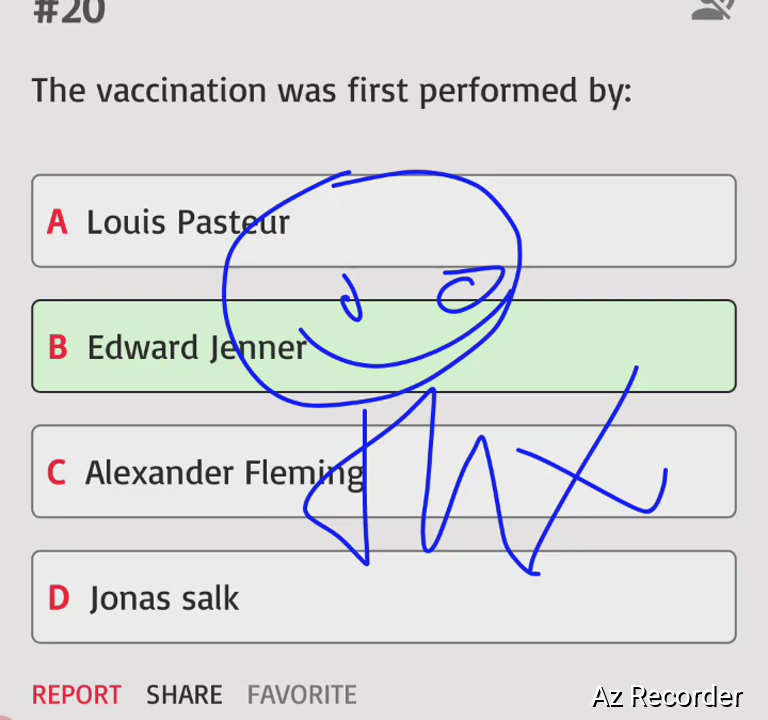 #20
The vaccination was first performed by:
A Louis Pasteur
B Edward Jenner
C Alexander Fleming
D Jonas salk
Thx
REPORT SHARE FAVORITE
Az Recorder